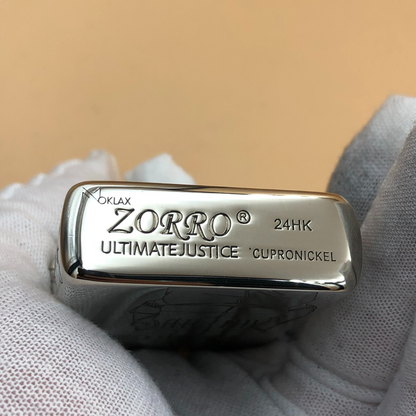 OKLAX
ZORRO® 24HK
ULTIMATEJUSTICE CUPRONICKEL